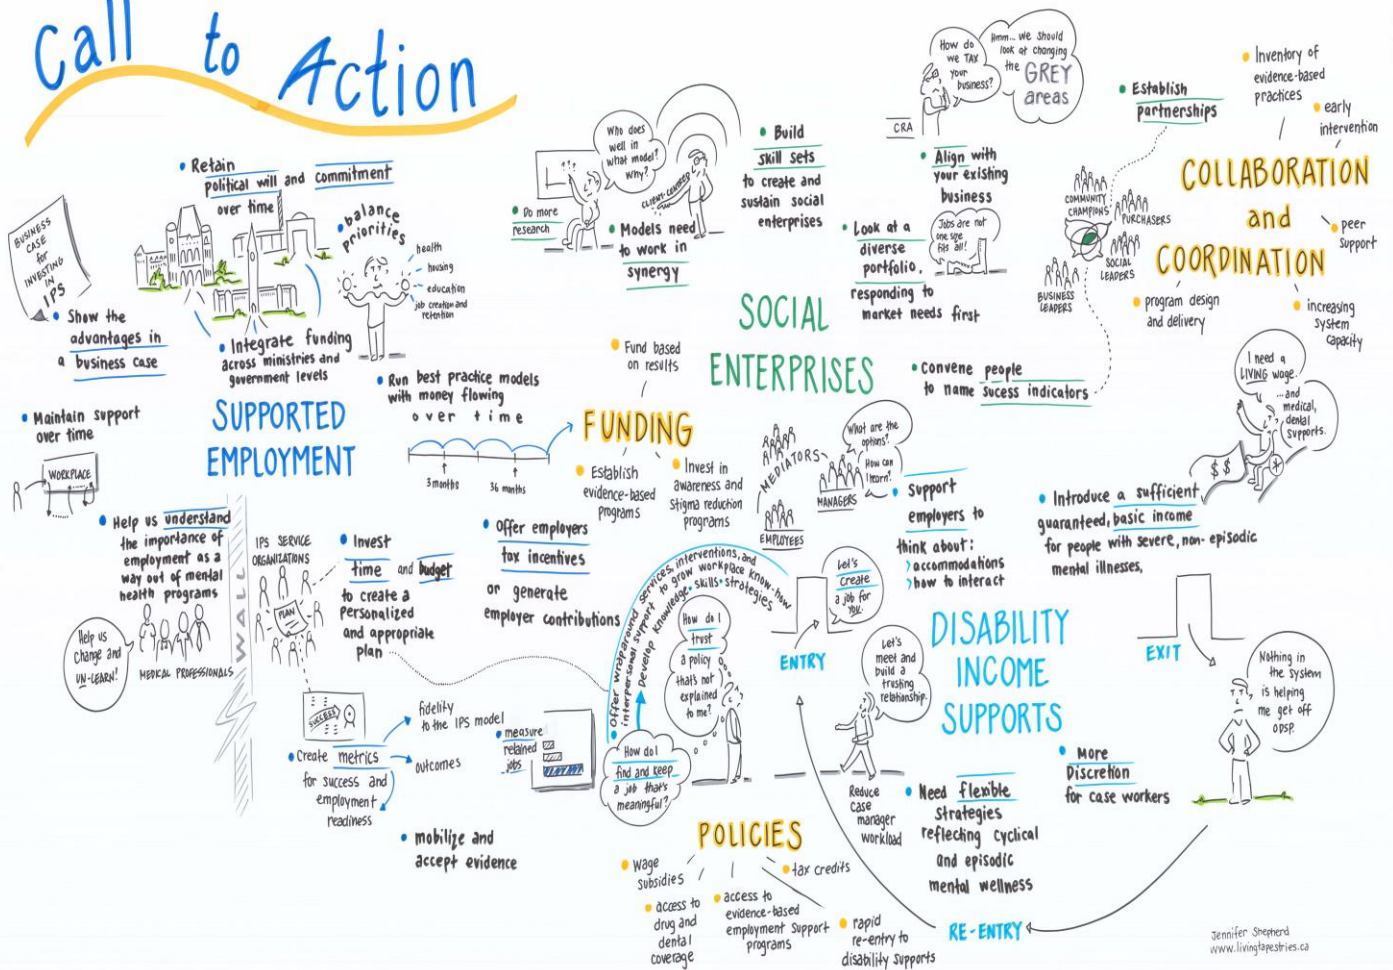 Call to Action
• Retain
political will and commitment
over time
BUSINESS
CASE
for
INVESTING
IN
IPS
• Show the
advantages in
a business case
• balance
priorities
health
housing
education
job creation and
retention
• Integrate funding
across ministries and
government levels
SUPPORTED
EMPLOYMENT
• Maintain support
over time
WORKPLACE
• Help us understand
the importance of
employment as a
way out of mental
health programs
Help us
Change and
UN-LEARN!
MEDICAL PROFESSIONALS
WALL
IPS SERVICE
ORGANIZATIONS
PLAN
• Invest
time and budget
to create a
Personalized
and appropriate
plan
SUCCESS
• Create metrics
for success and
employment
readiness
fidelity
to the IPS model
outcomes
• measure
retained
jobs
• mobilize and
accept evidence
• Run best practice models
with money flowing
over time
3 months
36 months
• Offer employers
tax incentives
or generate
employer contributions
Who does
well in
what model?
Why?
• Do more
research
CLIENT-CENTRED
• Models need
to work in
synergy
• Build
skill sets
to create and
sustain social
enterprises
SOCIAL
ENTERPRISES
How do
we TAX
your
business?
Hmm... we should
look at changing
the GREY
areas
CRA
• Align with
your existing
business
Jobs are not
one size
fits all!
• Look at a
diverse
portfolio,
responding to
market needs first
• Establish
partnerships
COMMUNITY
CHAMPIONS
PURCHASERS
SOCIAL
LEADERS
BUSINESS
LEADERS
• Convene people
to name sucess indicators
COLLABORATION
and
COORDINATION
• Inventory of
evidence-based
practices
• early
intervention
• peer
support
• increasing
system
capacity
• program design
and delivery
FUNDING
• Fund based
on results
• Establish
evidence-based
programs
• Invest in
awareness and
Stigma reduction
programs
MEDIATORS
MANAGERS
EMPLOYEES
What are the
options?
How can
I learn?
• Support
employers to
think about:
> accommodations
> how to interact
I need a
LIVING wage.
...and
medical,
dental
supports.
$$
• Introduce a sufficient
guaranteed, basic income
for people with severe, non-episodic
mental illnesses,
DISABILITY
INCOME
SUPPORTS
• Offer wraparound services, interventions, and
interpersonal support to grow workplace know-how
Develop knowledge • skills • strategies
How do I
find and keep
a job that's
meaningful?
How do I
trust
a policy
that's not
explained
to me?
ENTRY
Let's
create
a job for
you.
Let's
meet and
build a
trusting
relationship.
Reduce
case
manager
workload
• Need flexible
strategies
reflecting cyclical
and episodic
mental wellness
• More
Discretion
for case workers
EXIT
Nothing in
the system
is helping
me get off
ODSP.
RE-ENTRY
POLICIES
• Wage
subsidies
• access to
drug and
dental
coverage
• access to
evidence-based
employment support
programs
• tax credits
• rapid
re-entry to
disability supports
Jennifer Shepherd
www.livingtapestries.ca